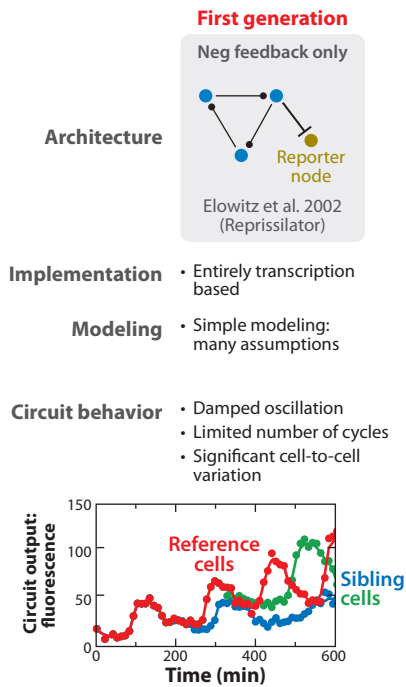 First generation
Neg feedback only
Architecture
Reporter
node
Elowitz et al. 2002
(Reprissilator)
Implementation
• Entirely transcription
based
Modeling
• Simple modeling:
many assumptions
Circuit behavior
• Damped oscillation
• Limited number of cycles
• Significant cell-to-cell
variation
Circuit output:
fluorescence
150
100
50
0
Reference
cells
Sibling
cells
0
200
400
600
Time (min)